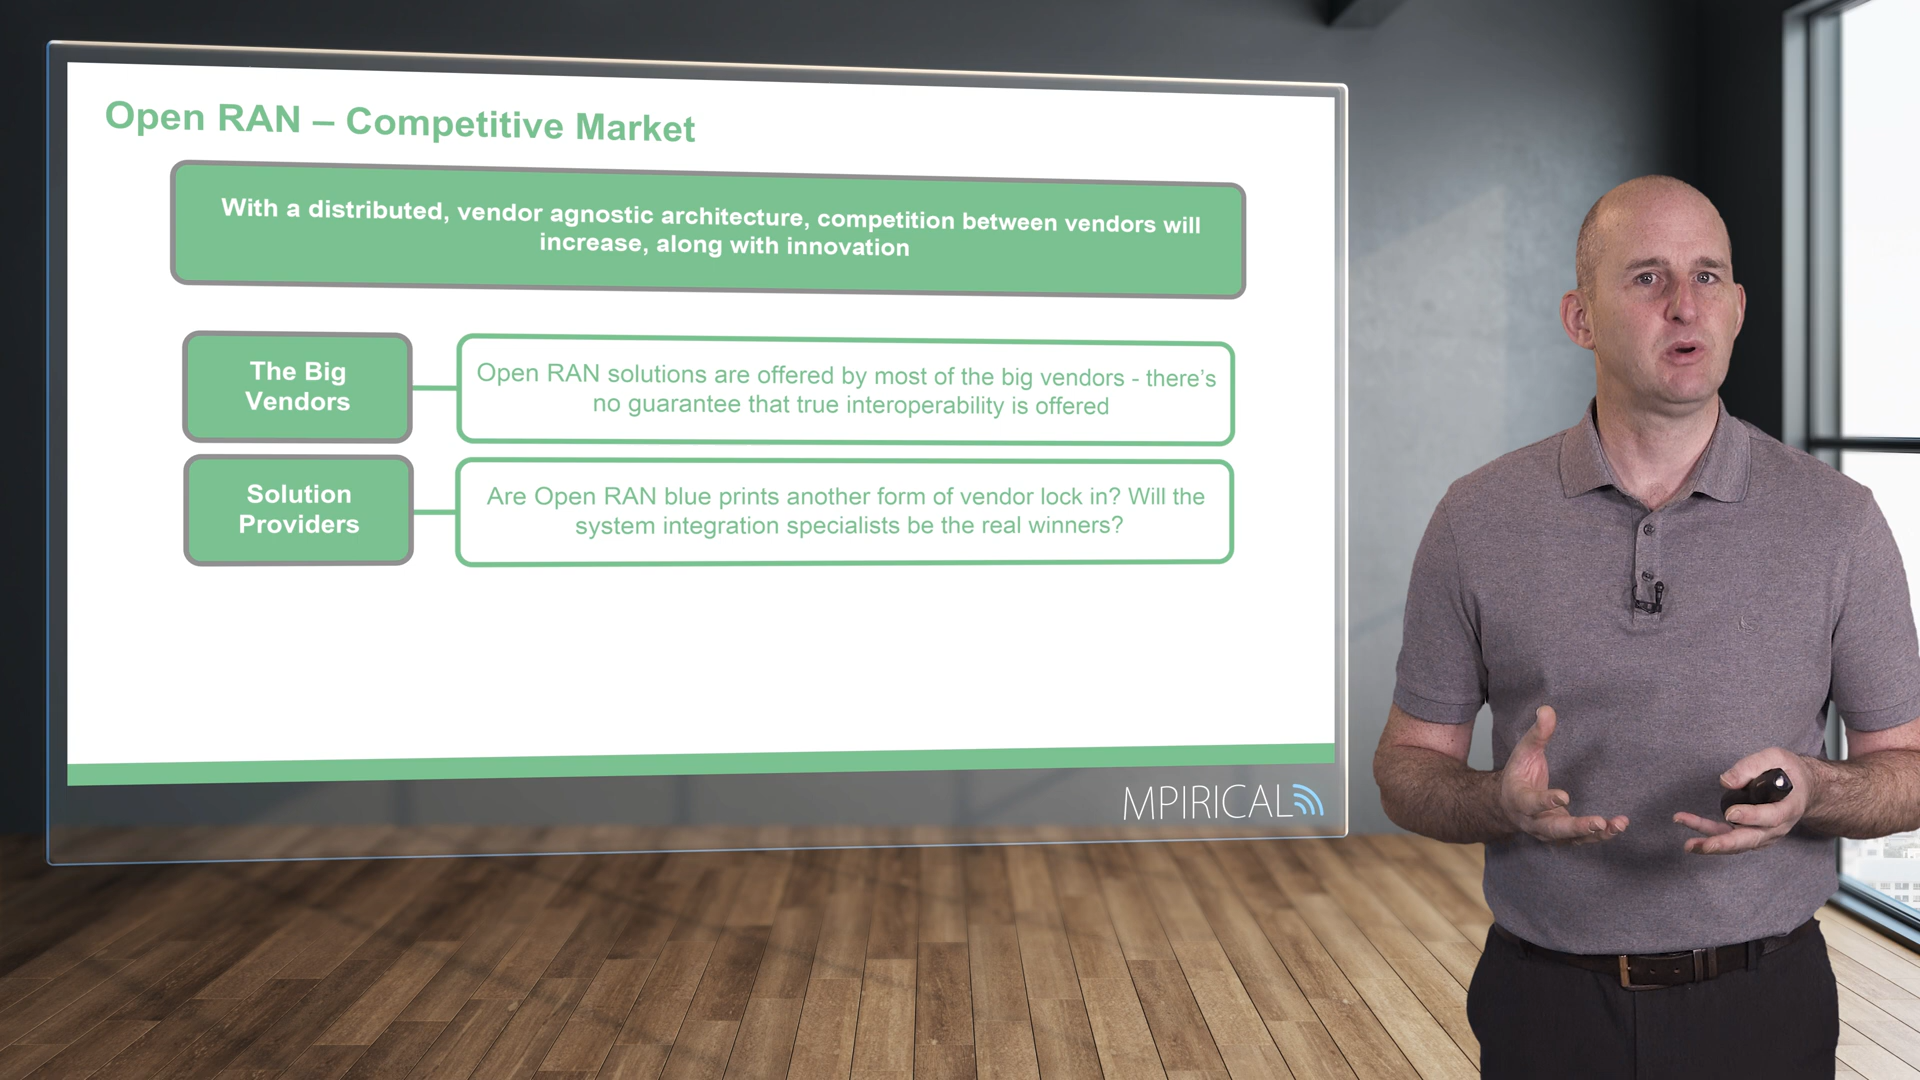 Open RAN – Competitive Market
With a distributed, vendor agnostic architecture, competition between vendors will
increase, along with innovation
The Big
Vendors
Open RAN solutions are offered by most of the big vendors - there's
no guarantee that true interoperability is offered
Solution
Providers
Are Open RAN blue prints another form of vendor lock in? Will the
system integration specialists be the real winners?
MPIRICAL